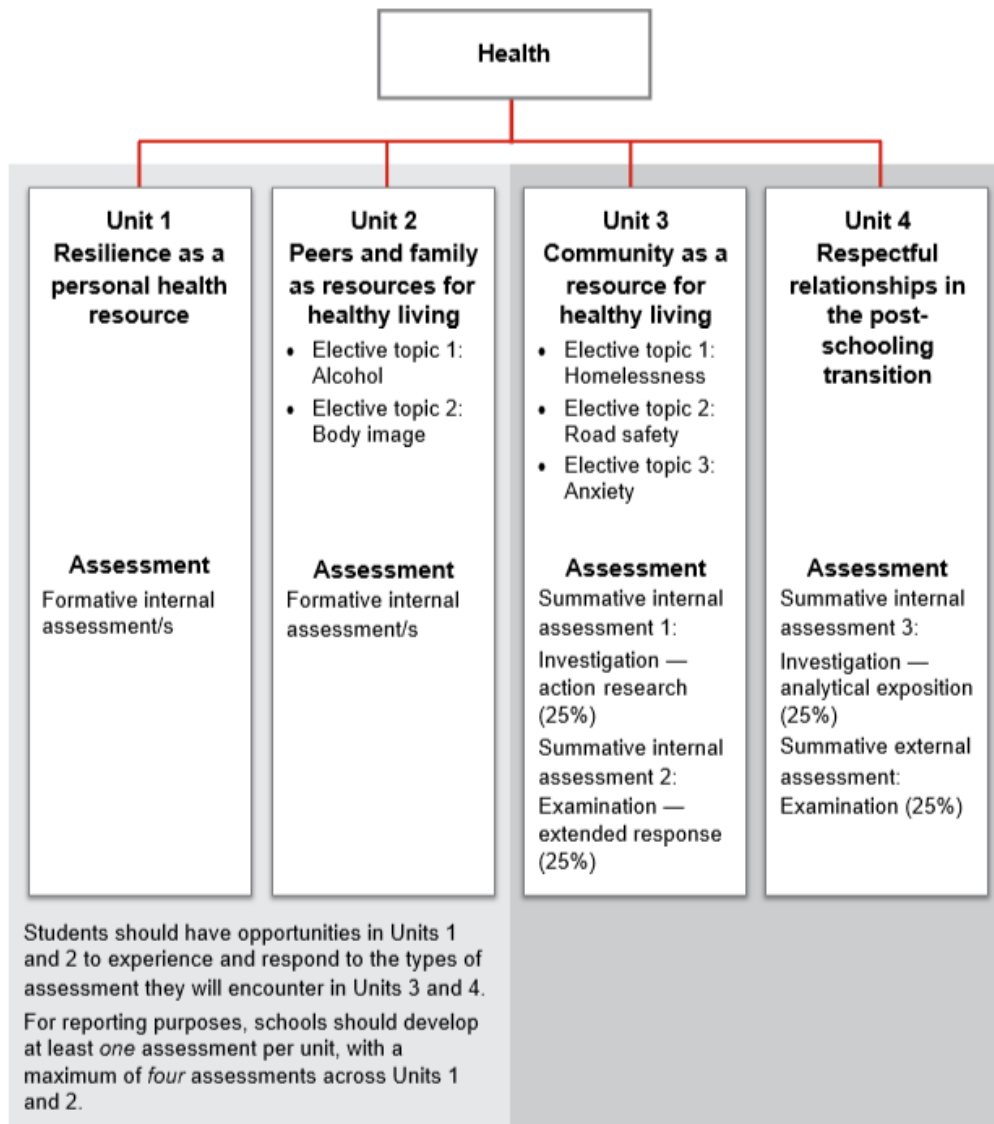 Health
Unit 1
Resilience as a
personal health
resource
Assessment
Formative internal
assessment/s
Unit 2
Peers and family
as resources for
healthy living
• Elective topic 1:
Alcohol
• Elective topic 2:
Body image
Assessment
Formative internal
assessment/s
Unit 3
Community as a
resource for
healthy living
• Elective topic 1:
Homelessness
• Elective topic 2:
Road safety
• Elective topic 3:
Anxiety
Assessment
Summative internal
assessment 1:
Investigation —
action research
(25%)
Summative internal
assessment 2:
Examination —
extended response
(25%)
Unit 4
Respectful
relationships in
the post-
schooling
transition
Assessment
Summative internal
assessment 3:
Investigation —
analytical exposition
(25%)
Summative external
assessment:
Examination (25%)
Students should have opportunities in Units 1
and 2 to experience and respond to the types of
assessment they will encounter in Units 3 and 4.
For reporting purposes, schools should develop
at least one assessment per unit, with a
maximum of four assessments across Units 1
and 2.